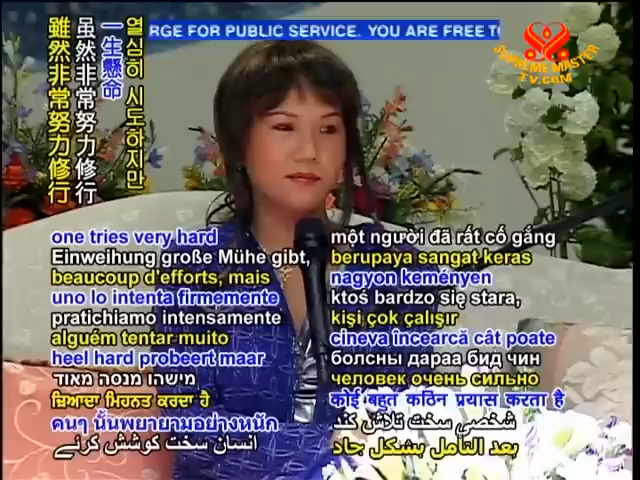 RGE FOR PUBLIC SERVICE. YOU ARE FREE T
SUPREME MASTER
TV.COM
雖然非常努力修行
虽然非常努力修行
一生懸命
열심히 시도하지만
one tries very hard
Einweihung große Mühe gibt,
beaucoup d'efforts, mais
uno lo intenta firmemente
pratichiamo intensamente
alguém tentar muito
heel hard probeert maar
מישהו מנסה מאוד
ਜ਼ਿਆਦਾ ਮਿਹਨਤ ਕਰਦਾ ਹੈ
คนๆ นั้นพยายามอย่างหนัก
انسان سخت کوشش کرئے
một người đã rất cố gắng
berupaya sangat keras
nagyon keményen
ktoś bardzo się stara,
kişi çok çalışır
cineva încearcă cât poate
болсны дараа бид чин
человек очень сильно
कोई बहुत कठिन प्रयास करता है
شخصي سخت تلاش کند
بعد التأمل بشكل جاد